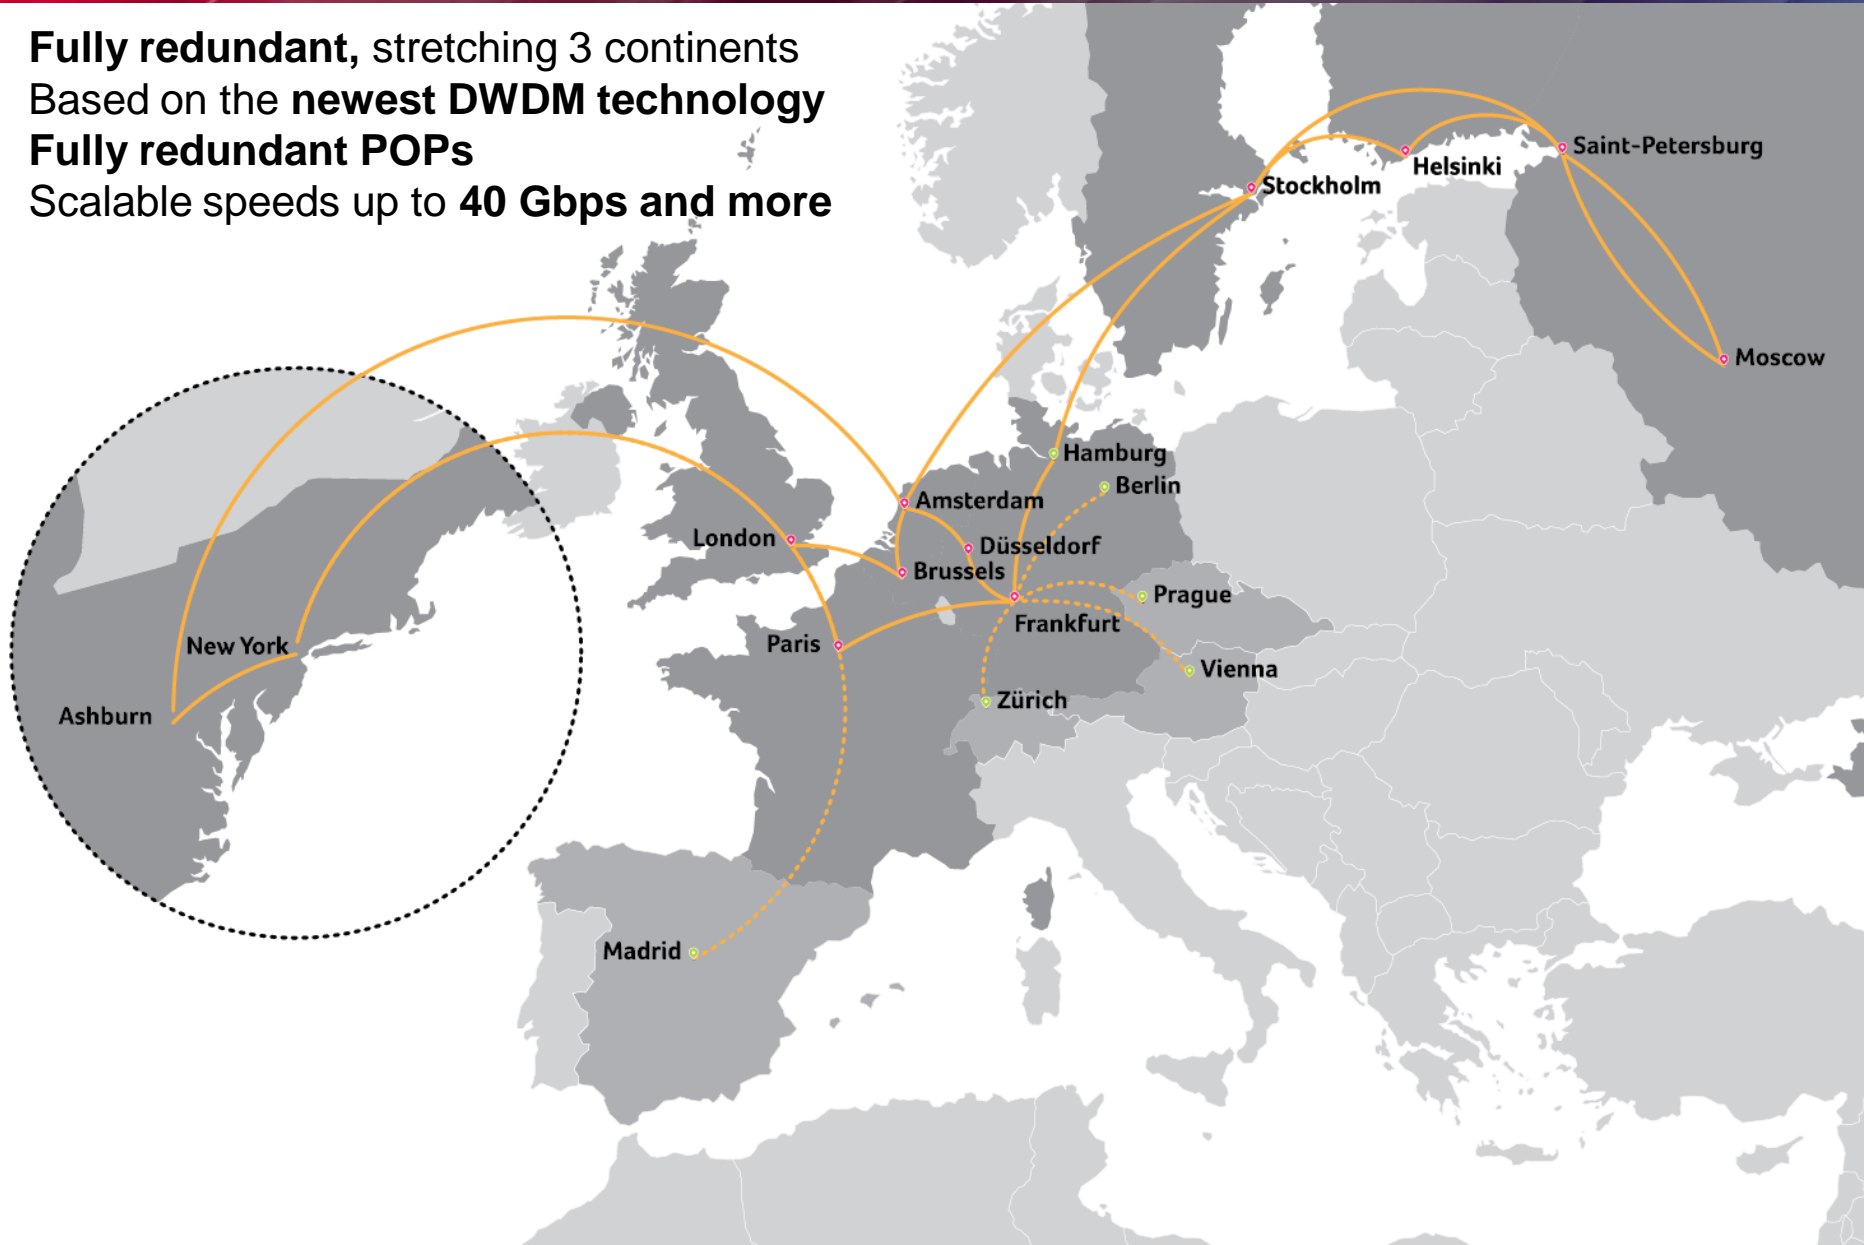 Fully redundant, stretching 3 continents
Based on the newest DWDM technology
Fully redundant POPs
Scalable speeds up to 40 Gbps and more
Saint-Petersburg
Helsinki
Stockholm
Moscow
Hamburg
Berlin
Amsterdam
London
Düsseldorf
Brussels
Prague
Frankfurt
New York
Paris
Vienna
Zürich
Ashburn
Madrid